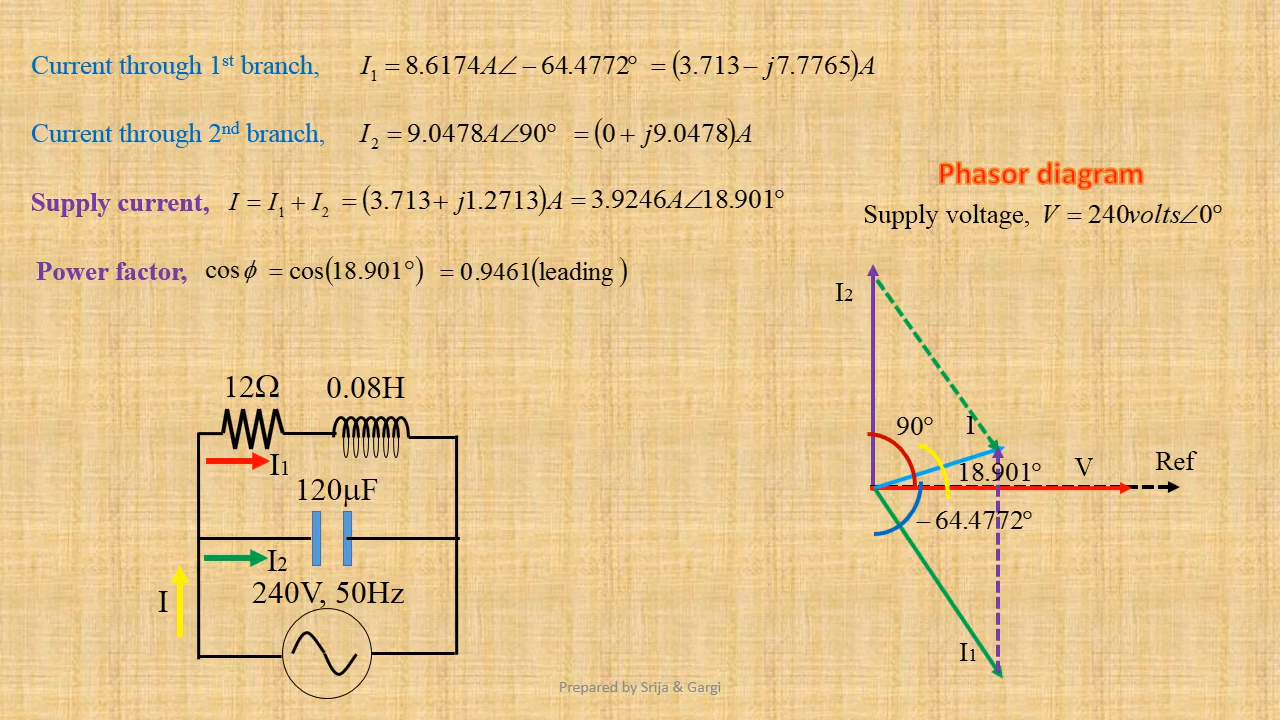 Current through 1st branch, I₁ = 8.6174A∠−64.4772° = (3.713−j7.7765)A
Current through 2nd branch, I₂ = 9.0478A∠90° = (0+j9.0478)A
Supply current, I = I₁ + I₂ = (3.713+j1.2713)A = 3.9246A∠18.901°
Power factor, cosϕ = cos(18.901°) = 0.9461(leading)
Phasor diagram
Supply voltage, V = 240volts∠0°
I2
90°
I
18.901°
V
Ref
−64.4772°
I1
12Ω
0.08H
I1
120μF
I2
240V, 50Hz
I
Prepared by Srija & Gargi